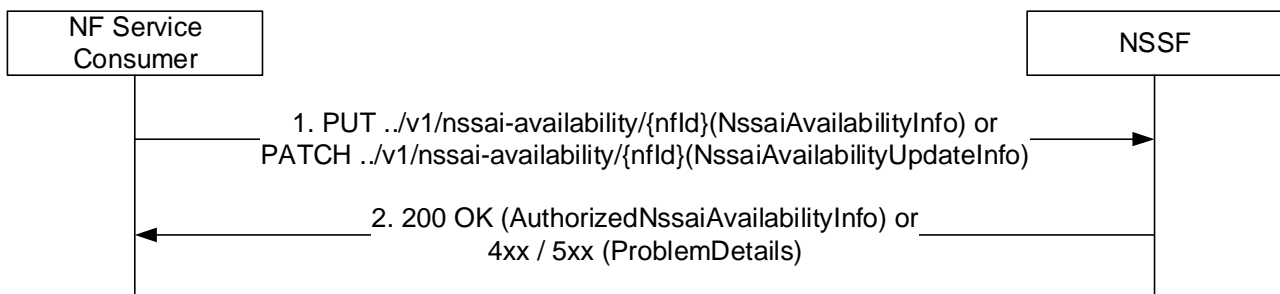 NF Service
Consumer
NSSF
1. PUT ../v1/nssai-availability/{nfId}(NssaiAvailabilityInfo) or
PATCH ../v1/nssai-availability/{nfId}(NssaiAvailabilityUpdateInfo)
2. 200 OK (AuthorizedNssaiAvailabilityInfo) or
4xx / 5xx (ProblemDetails)